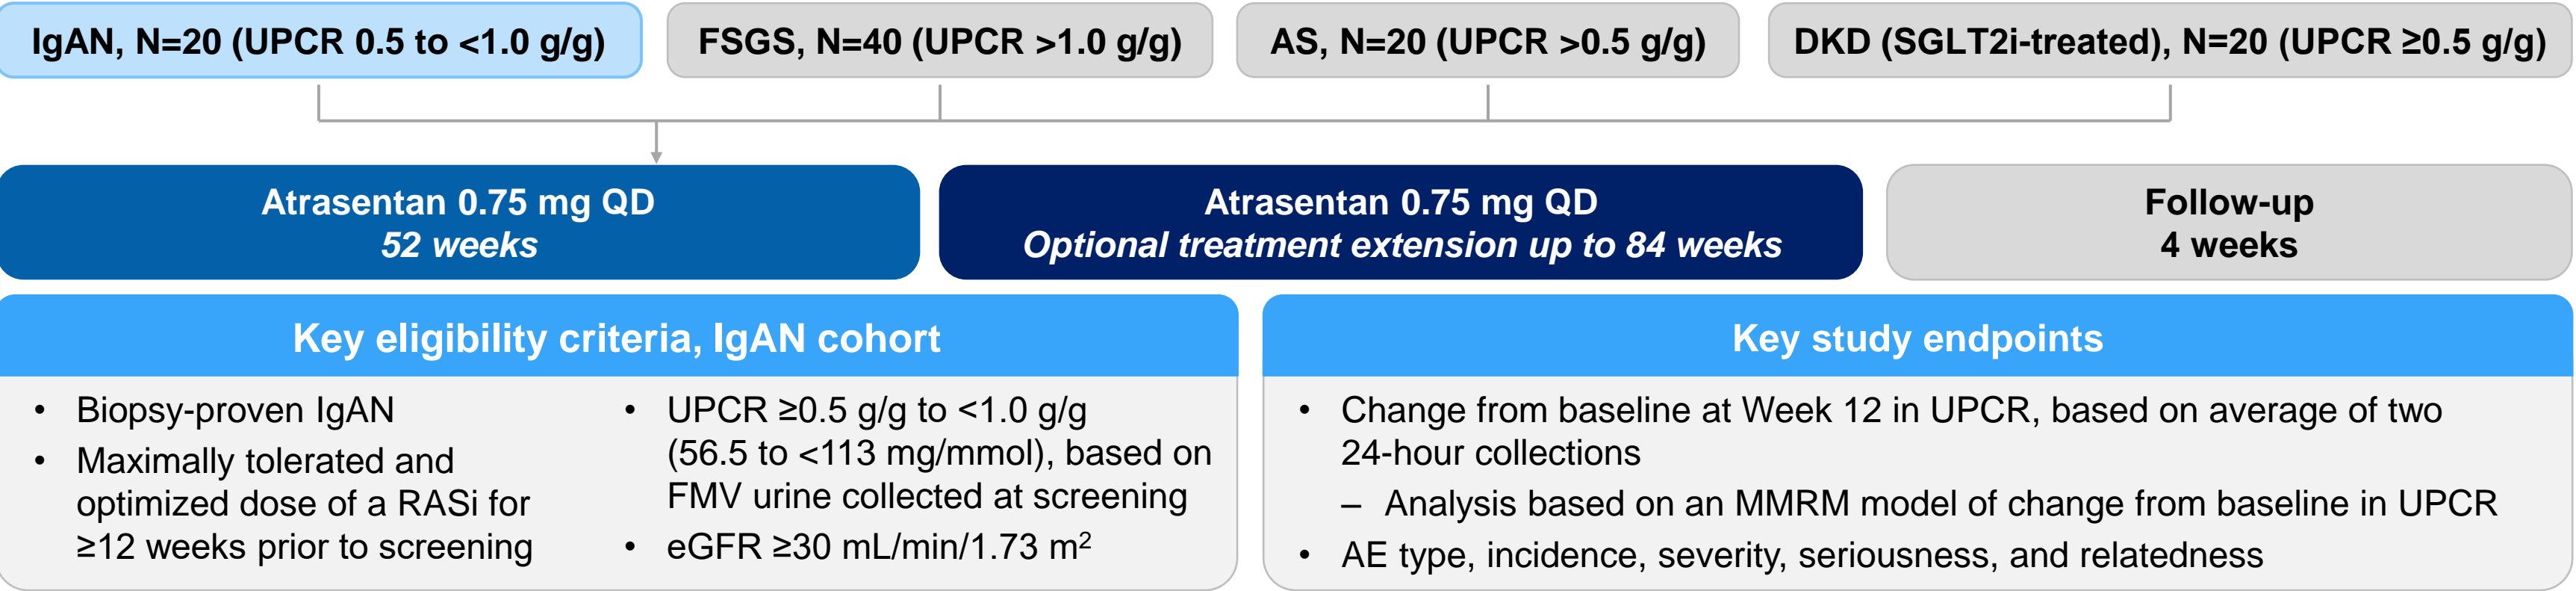 IgAN, N=20 (UPCR 0.5 to <1.0 g/g)
FSGS, N=40 (UPCR >1.0 g/g)
AS, N=20 (UPCR >0.5 g/g)
DKD (SGLT2i-treated), N=20 (UPCR ≥0.5 g/g)
Atrasentan 0.75 mg QD
52 weeks
Atrasentan 0.75 mg QD
Optional treatment extension up to 84 weeks
Follow-up
4 weeks
Key eligibility criteria, IgAN cohort
• Biopsy-proven IgAN
• Maximally tolerated and
optimized dose of a RASi for
≥12 weeks prior to screening
• UPCR ≥0.5 g/g to <1.0 g/g
(56.5 to <113 mg/mmol), based on
FMV urine collected at screening
• eGFR ≥30 mL/min/1.73 m²
Key study endpoints
• Change from baseline at Week 12 in UPCR, based on average of two
24-hour collections
– Analysis based on an MMRM model of change from baseline in UPCR
• AE type, incidence, severity, seriousness, and relatedness